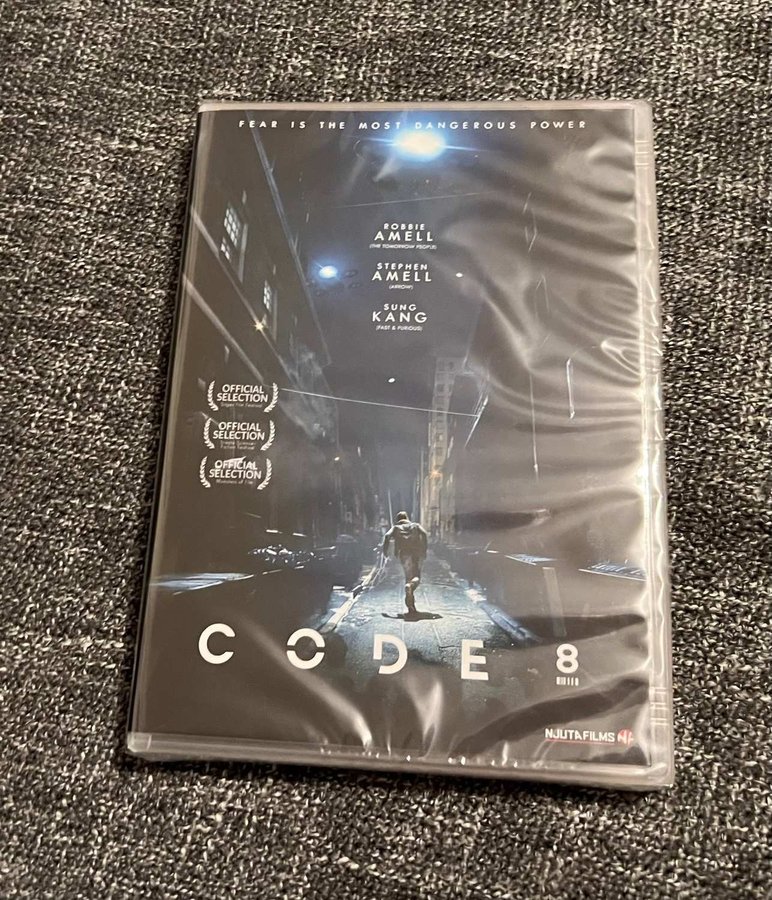 FEAR IS THE MOST DANGEROUS POWER
ROBBIE
AMELL
(THE TOMORROW PEOPLE)
STEPHEN
AMELL
(ARROW)
SUNG
KANG
(FAST & FURIOUS)
OFFICIAL
SELECTION
OFFICIAL
SELECTION
OFFICIAL
SELECTION
CODE 8
NJUTAFILMS